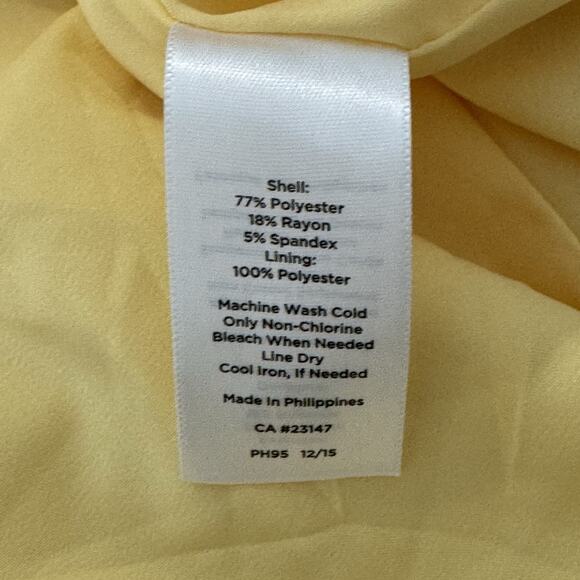 Shell:
77% Polyester
18% Rayon
5% Spandex
Lining:
100% Polyester
Machine Wash Cold
Only Non-Chlorine
Bleach When Needed
Line Dry
Cool Iron, If Needed
Made In Philippines
CA #23147
PH95 12/15